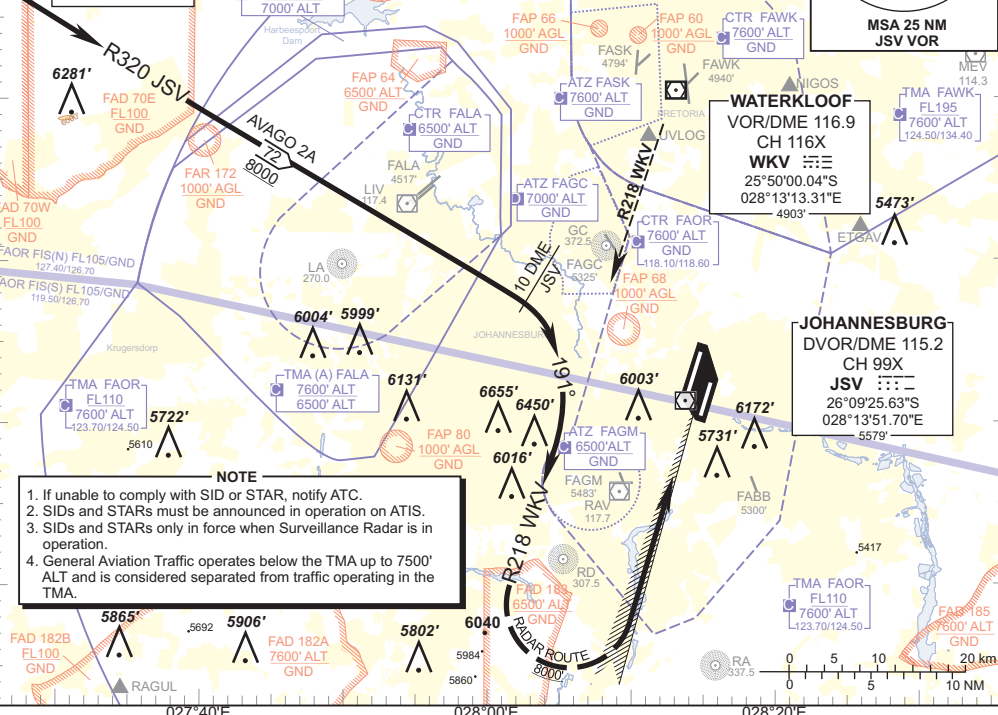 7000' ALT
Harbeespoort
Dam
FAP 66
1000' AGL
GND
FAP 60
1000' AGL
GND
CTR FAWK
C 7600' ALT
GND
MSA 25 NM
JSV VOR
R320 JSV
6281'
FAD 70E
FL100
GND
FAP 64
6500' ALT
GND
FASK
4794'
FAWK
4940'
MEV
114.3
NIGOS
ATZ FASK
C 7600' ALT
GND
PRETORIA
JVLOG
TMA FAWK
FL195
C 7600' ALT
124.50/134.40
CTR FALA
C 6500' ALT
GND
WATERKLOOF
VOR/DME 116.9
CH 116X
WKV
25°50'00.04"S
028°13'13.31"E
4903'
AVAGO 2A
72
8000
FAR 172
1000' AGL
GND
FALA
4517'
LIV
117.4
R218 WKV
ATZ FAGC
D 7000' ALT
GND
5473'
ETGAV
FAD 70W
FL100
GND
CTR FAOR
C 7600' ALT
GND
118.10/118.60
GC
372.5
FAGC
5325'
FAOR FIS(N) FL105/GND
127.40/126.70
FAOR FIS(S) FL105/GND
119.50/126.70
LA
270.0
10 DME
JSV
FAP 68
1000' AGL
GND
6004'
5999'
JOHANNESBURG
Krugersdorp
191°
JOHANNESBURG
DVOR/DME 115.2
CH 99X
JSV
26°09'25.63"S
028°13'51.70"E
5579'
TMA FAOR
FL110
C 7600' ALT
123.70/124.50
TMA (A) FALA
C 7600' ALT
6500' ALT
6131'
6655'
6450'
6003'
6172'
5722'
5610
FAP 80
1000' AGL
GND
6016'
ATZ FAGM
C 6500'ALT
GND
5731'
FAGM
5483'
RAV
117.7
FABB
5300'
NOTE
1. If unable to comply with SID or STAR, notify ATC.
2. SIDs and STARs must be announced in operation on ATIS.
3. SIDs and STARs only in force when Surveillance Radar is in
operation.
4. General Aviation Traffic operates below the TMA up to 7500'
ALT and is considered separated from traffic operating in the
TMA.
R218 WKV
RD
307.5
5417
FAD 183
6500' ALT
GND
TMA FAOR
FL110
C 7600' ALT
123.70/124.50
5865'
5692
5906'
FAD 182B
FL100
GND
FAD 182A
7600' ALT
GND
5802'
6040
5984
5860
RADAR ROUTE
8000'
FAD 185
7600' ALT
GND
RAGUL
RA
337.5
0 5 10 20 km
0 5 10 NM
027°40'E
028°00'E
028°20'E